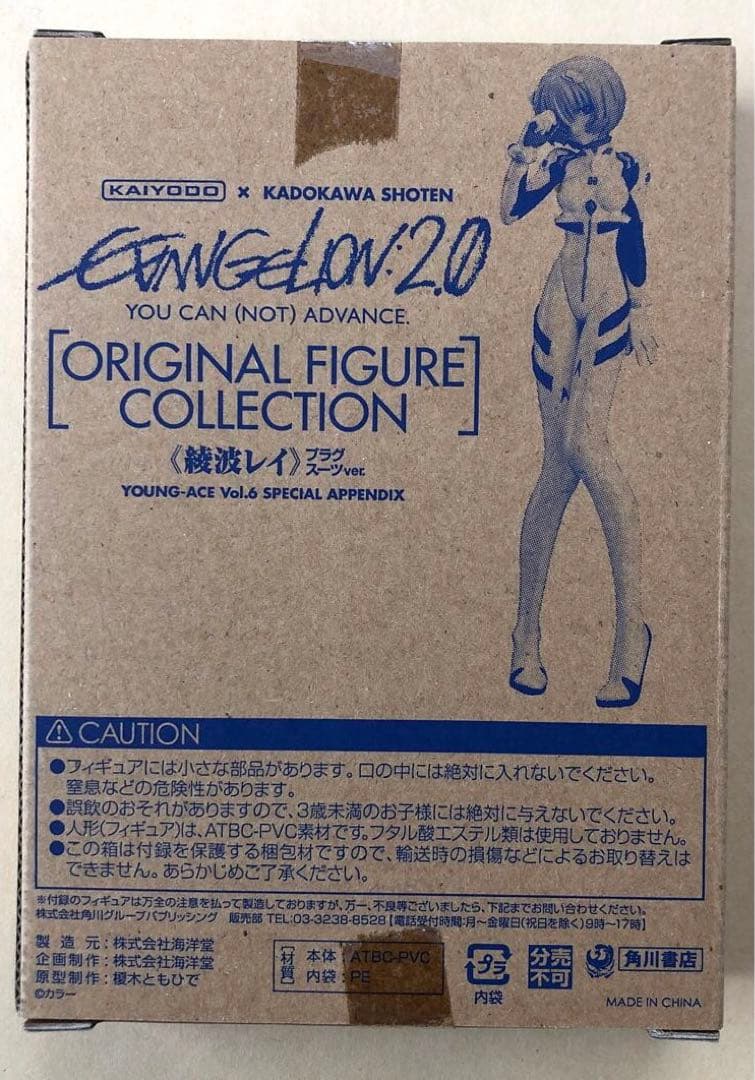 KAIYODO × KADOKAWA SHOTEN
EVANGELION:2.0
YOU CAN (NOT) ADVANCE.
[ORIGINAL FIGURE
COLLECTION]
《綾波レイ》プラグスーツver.
YOUNG-ACE Vol.6 SPECIAL APPENDIX
⚠CAUTION
●フィギュアには小さな部品があります。口の中には絶対に入れないでください。
窒息などの危険性があります。
●誤飲のおそれがありますので、3歳未満のお子様には絶対に与えないでください。
●人形(フィギュア)は、ATBC-PVC素材です。フタル酸エステル類は使用しておりません。
●この箱は付録を保護する梱包材ですので、輸送時の損傷などによるお取り替えは
できません。あらかじめご了承ください。
※付録のフィギュアは万全の注意を払って製造しておりますが、万一、不良等ございましたら、下記までお問い合わせください。
株式会社角川グループパブリッシング 販売部 TEL:03-3238-8528【電話受付時間:月~金曜日(祝日を除く)9時~17時】
製造元:株式会社海洋堂
企画制作:株式会社海洋堂
原型制作:榎木ともひで
©カラー
[材質] 本体:ATBC-PVC
内袋:PE
プラ
内袋
分売
不可
角川書店
MADE IN CHINA